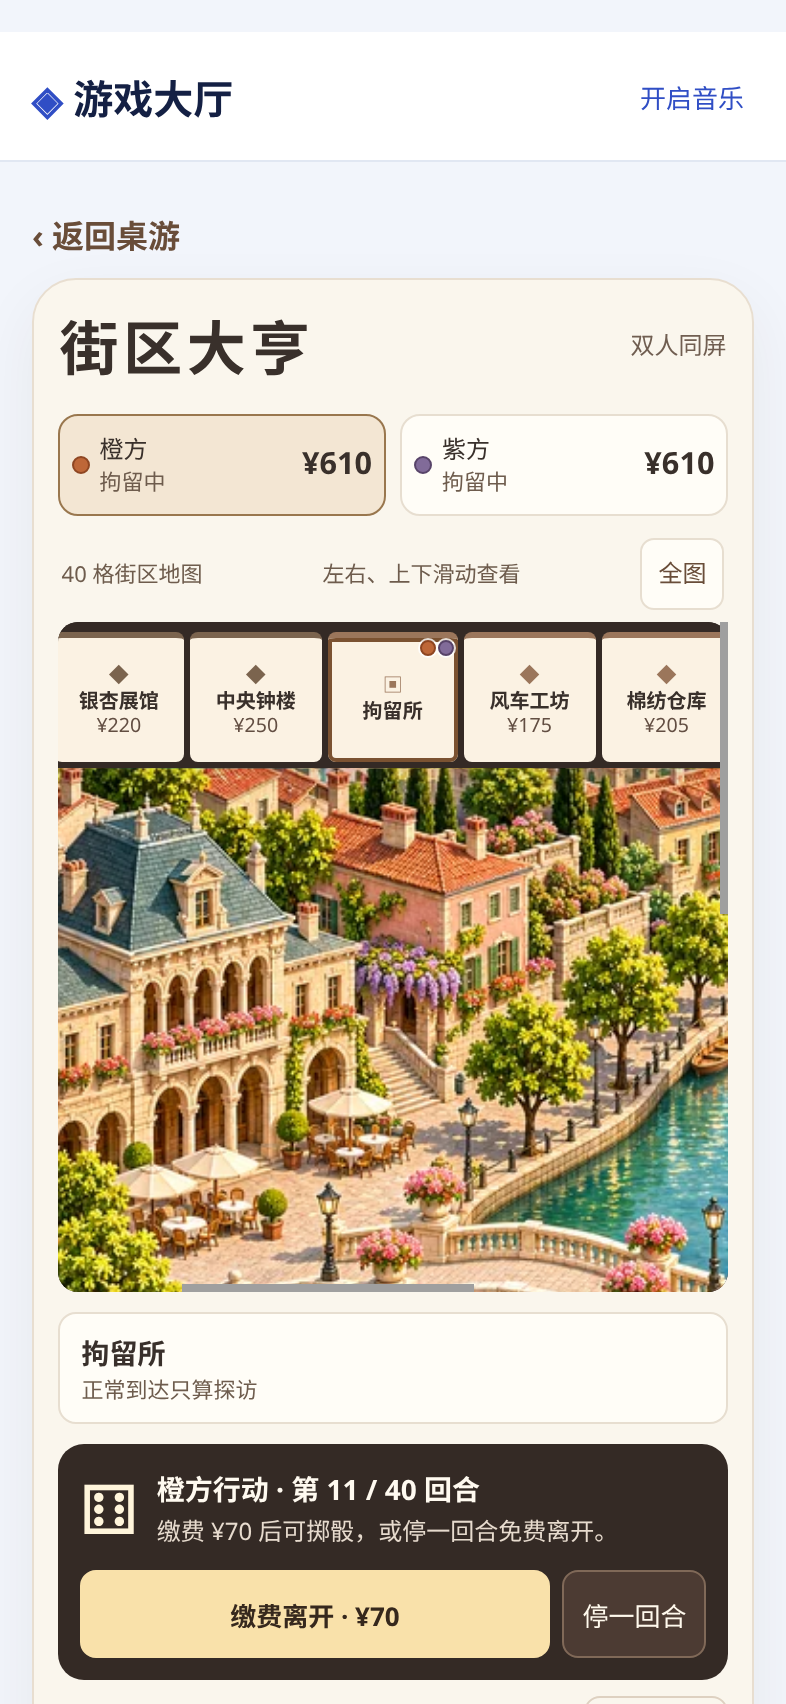 游戏大厅
开启音乐
‹ 返回桌游
街区大亨
双人同屏
橙方
拘留中
¥610
紫方
拘留中
¥610
40 格街区地图
左右、上下滑动查看
全图
银杏展馆
¥220
中央钟楼
¥250
拘留所
风车工坊
¥175
棉纺仓库
¥205
拘留所
正常到达只算探访
橙方行动 · 第 11 / 40 回合
缴费 ¥70 后可掷骰，或停一回合免费离开。
缴费离开 · ¥70
停一回合